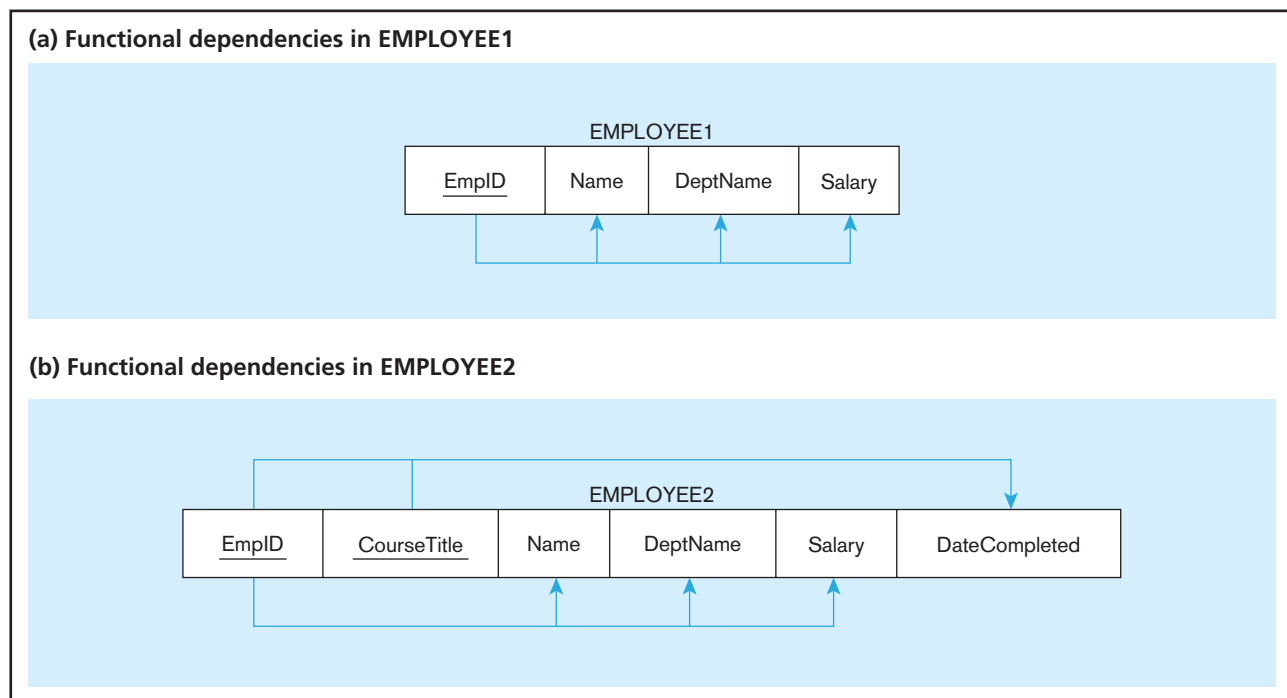 (a) Functional dependencies in EMPLOYEE1
EMPLOYEE1
EmpID Name DeptName Salary
(b) Functional dependencies in EMPLOYEE2
EMPLOYEE2
EmpID CourseTitle Name DeptName Salary DateCompleted